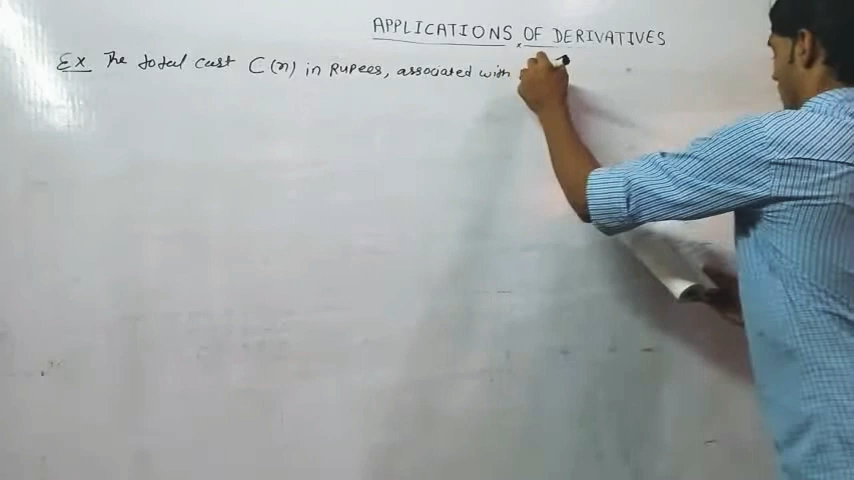 APPLICATIONS OF DERIVATIVES
Ex The total cost C(x) in Rupees, associated with